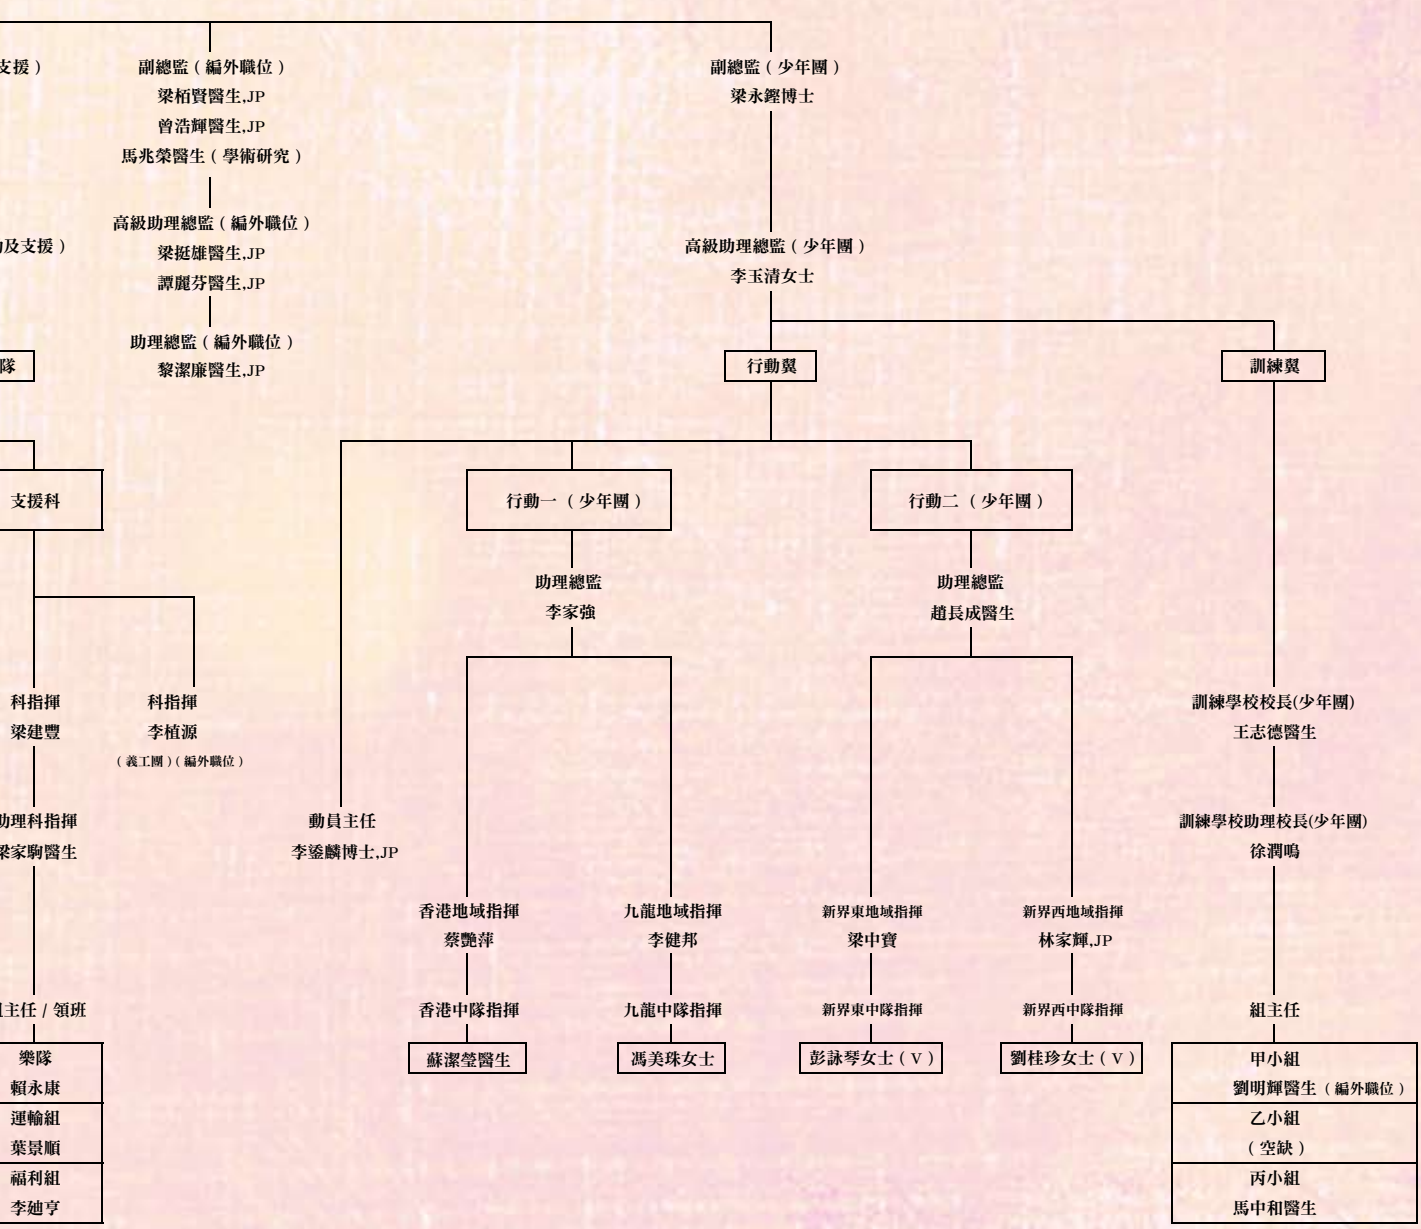 支援）
副總監（編外職位）
梁栢賢醫生,JP
曾浩輝醫生,JP
馬兆榮醫生（學術研究）
高級助理總監（編外職位）
梁挺雄醫生,JP
譚麗芬醫生,JP
助理總監（編外職位）
黎潔廉醫生,JP
及支援）
隊
副總監（少年團）
梁永鏗博士
高級助理總監（少年團）
李玉清女士
行動翼
訓練翼
支援科
行動一（少年團）
行動二（少年團）
助理總監
李家強
助理總監
趙長成醫生
科指揮
梁建豐
科指揮
李植源
（義工團）（編外職位）
訓練學校校長(少年團)
王志德醫生
助理科指揮
梁家駒醫生
動員主任
李鋈麟博士,JP
訓練學校助理校長(少年團)
徐潤鳴
香港地域指揮
蔡艷萍
九龍地域指揮
李健邦
新界東地域指揮
梁中寶
新界西地域指揮
林家輝,JP
主任 / 領班
香港中隊指揮
九龍中隊指揮
新界東中隊指揮
新界西中隊指揮
組主任
樂隊
賴永康
運輸組
葉景順
福利組
李廸亨
蘇潔瑩醫生
馮美珠女士
彭詠琴女士（V）
劉桂珍女士（V）
甲小組
劉明輝醫生（編外職位）
乙小組
（空缺）
丙小組
馬中和醫生